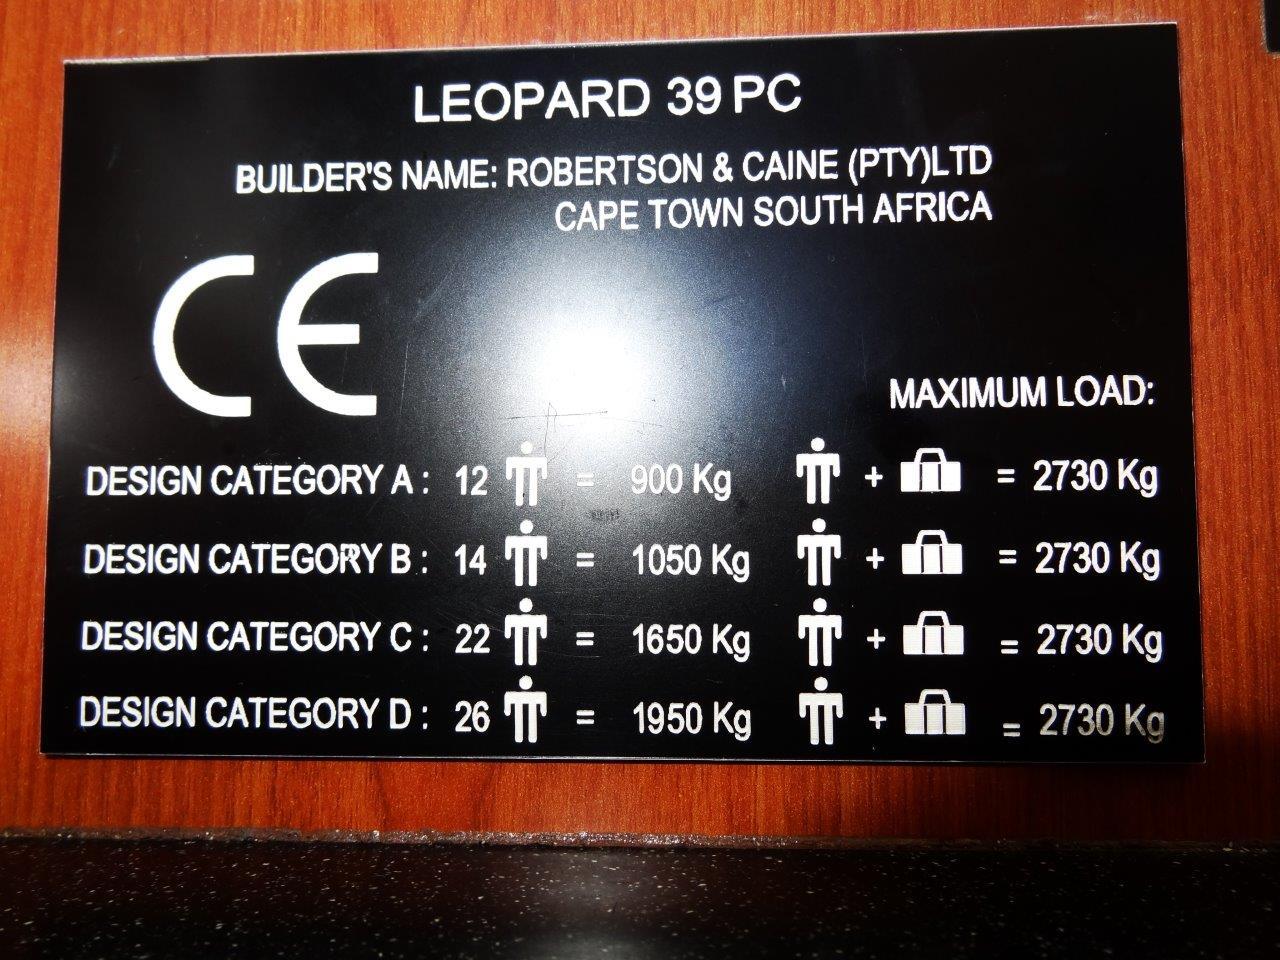 LEOPARD 39 PC
BUILDER'S NAME: ROBERTSON & CAINE (PTY)LTD
CAPE TOWN SOUTH AFRICA
CE
MAXIMUM LOAD:
DESIGN CATEGORY A : 12 = 900 Kg + = 2730 Kg
DESIGN CATEGORY B : 14 = 1050 Kg + = 2730 Kg
DESIGN CATEGORY C : 22 = 1650 Kg + = 2730 Kg
DESIGN CATEGORY D : 26 = 1950 Kg + = 2730 Kg